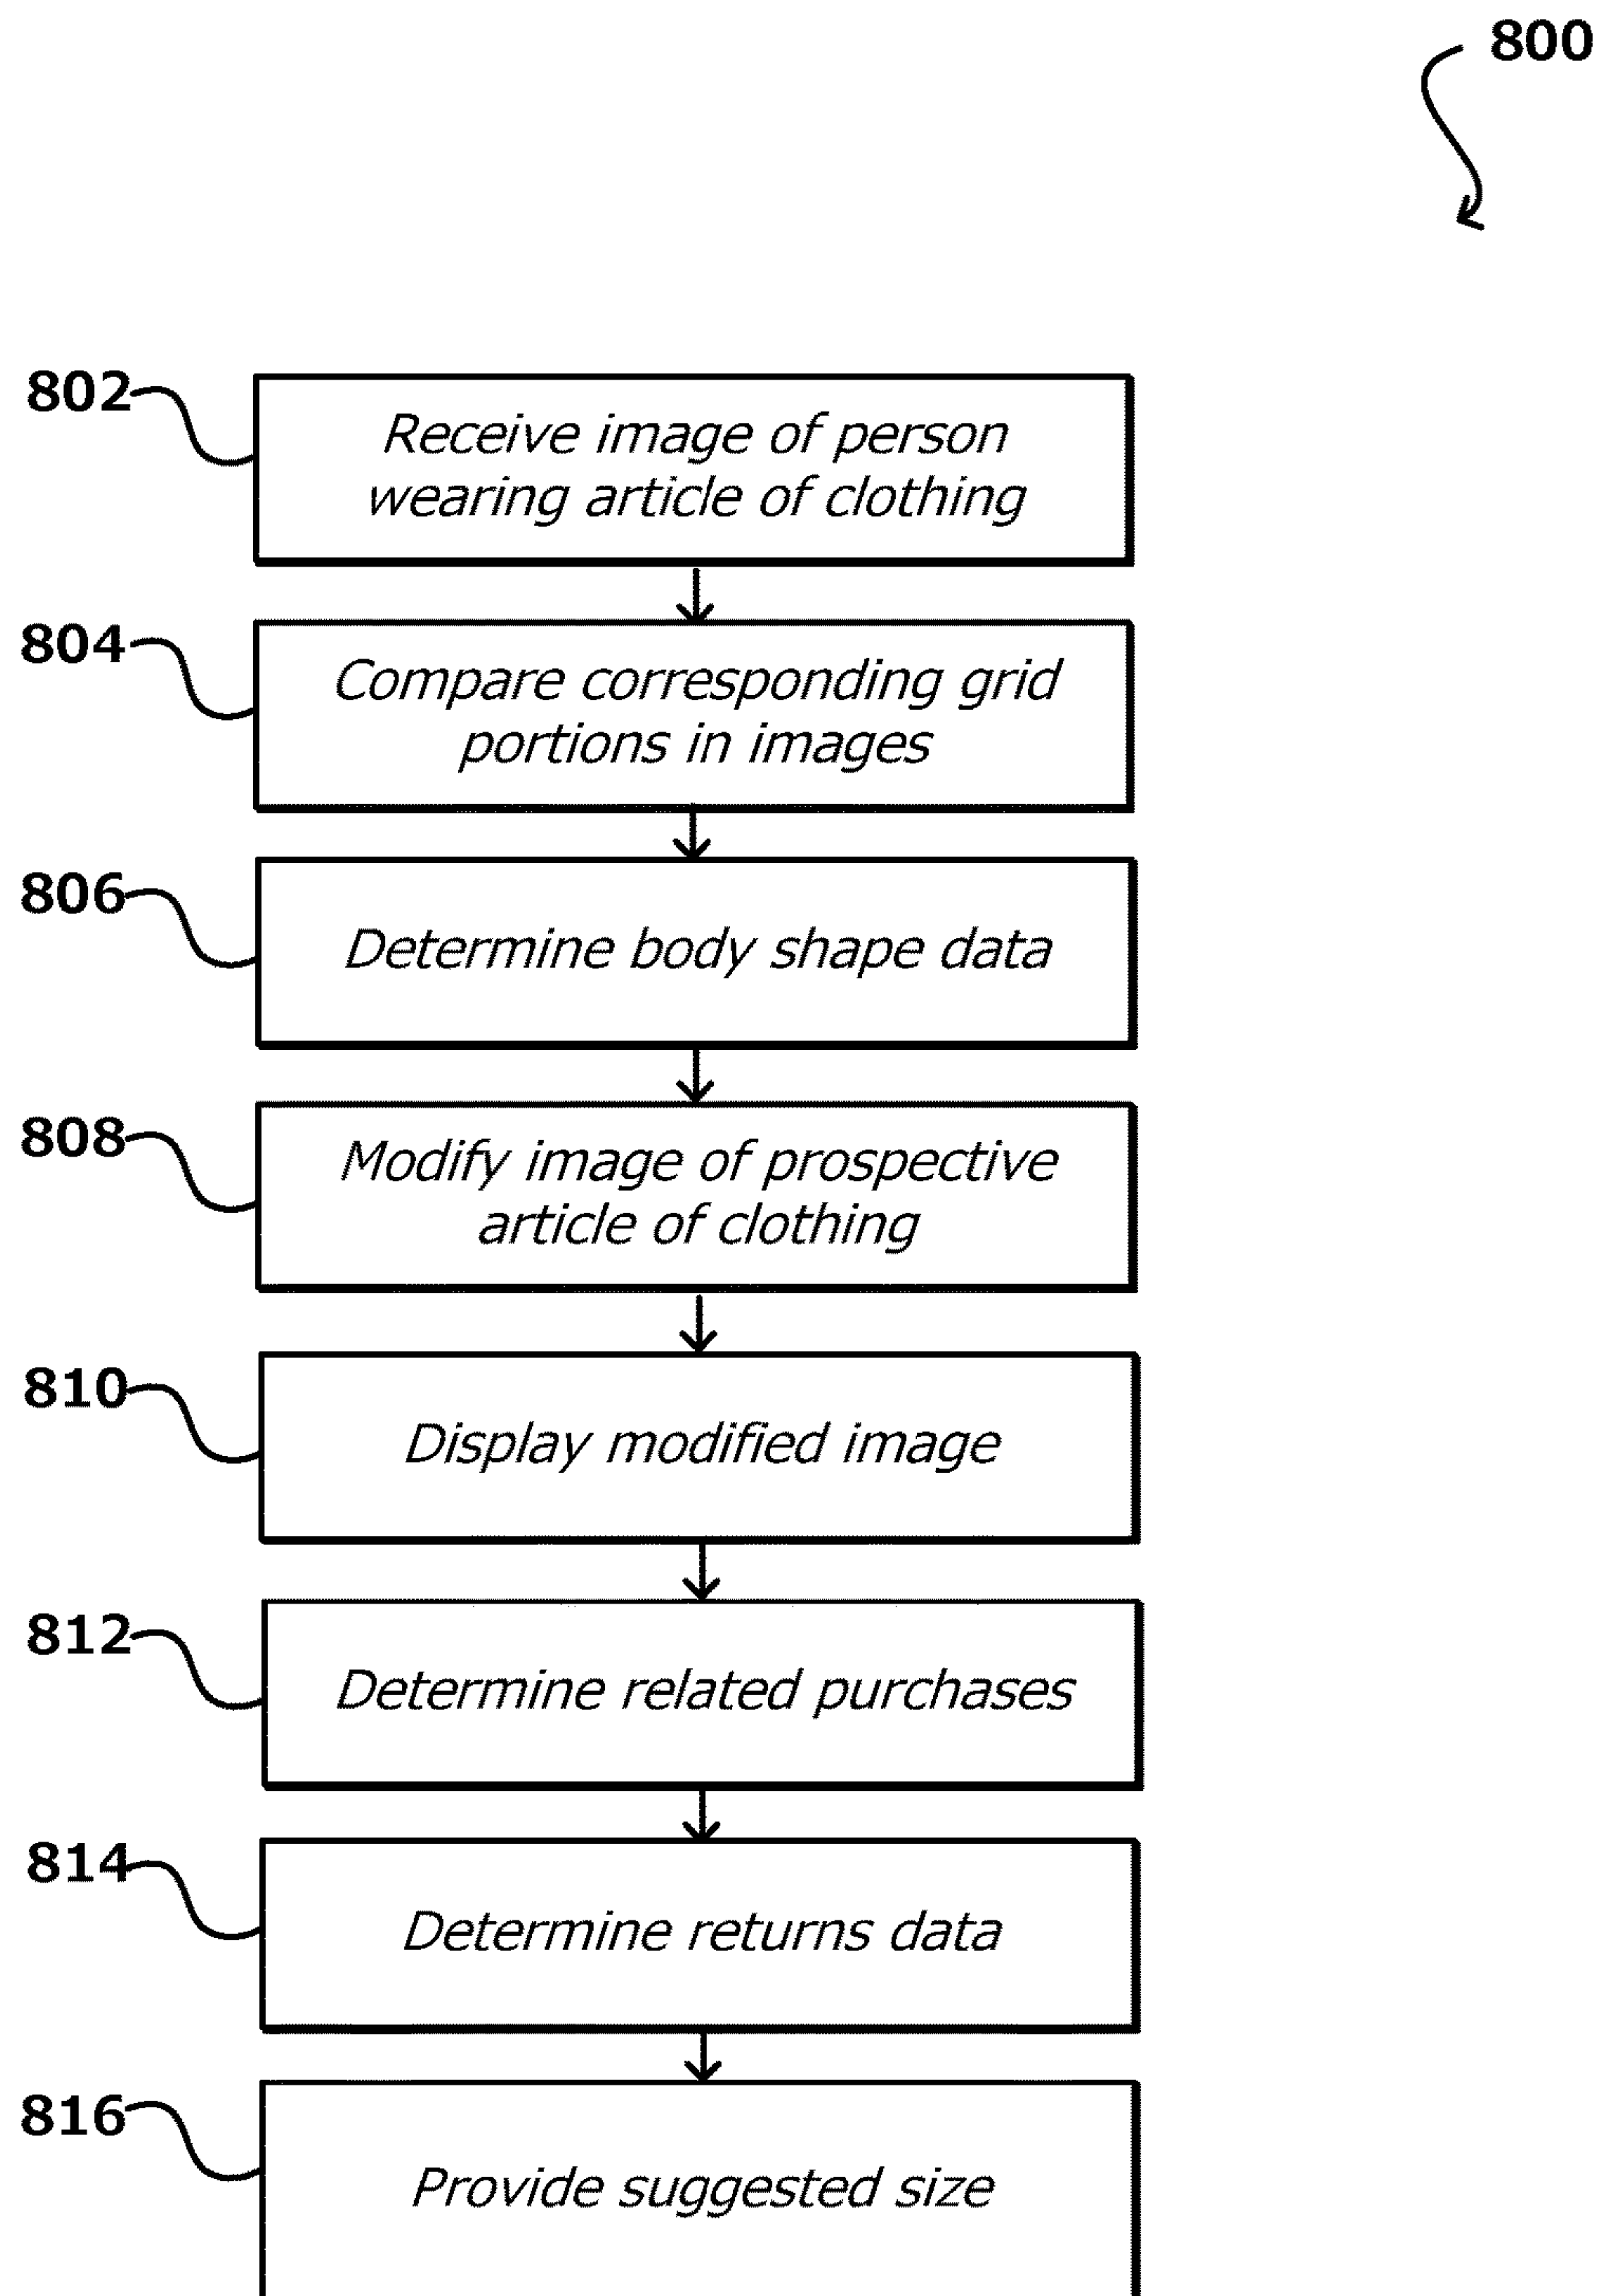 800
802
Receive image of person
wearing article of clothing
804
Compare corresponding grid
portions in images
806
Determine body shape data
808
Modify image of prospective
article of clothing
810
Display modified image
812
Determine related purchases
814
Determine returns data
816
Provide suggested size